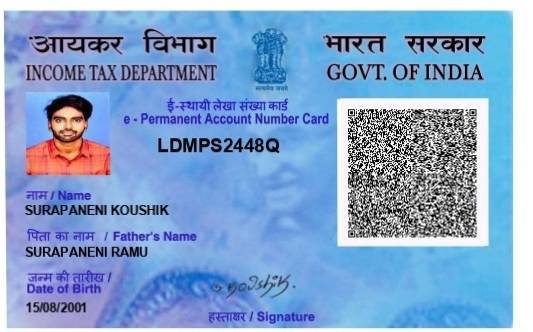 आयकर विभाग
INCOME TAX DEPARTMENT
सत्यमेव जयते
भारत सरकार
GOVT. OF INDIA
ई-स्थायी लेखा संख्या कार्ड
e - Permanent Account Number Card
LDMPS2448Q
नाम / Name
SURAPANENI KOUSHIK
पिता का नाम / Father's Name
SURAPANENI RAMU
जन्म की तारीख /
Date of Birth
15/08/2001
s koushik.
हस्ताक्षर / Signature